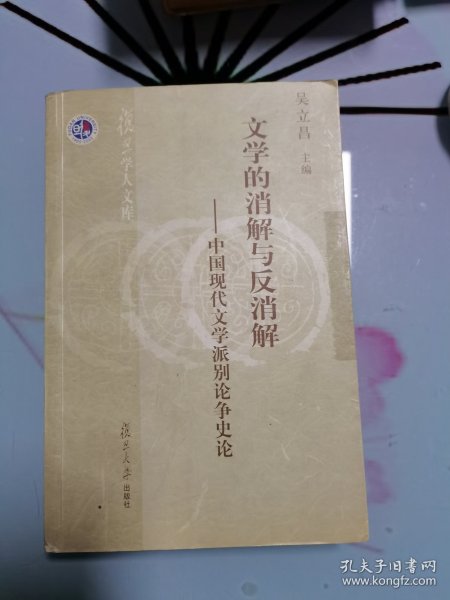 吴立昌 主编
文学的消解与反消解
——中国现代文学派别论争史论
復旦学人文库
復旦大学出版社
孔夫子旧书网
www.kongfz.com